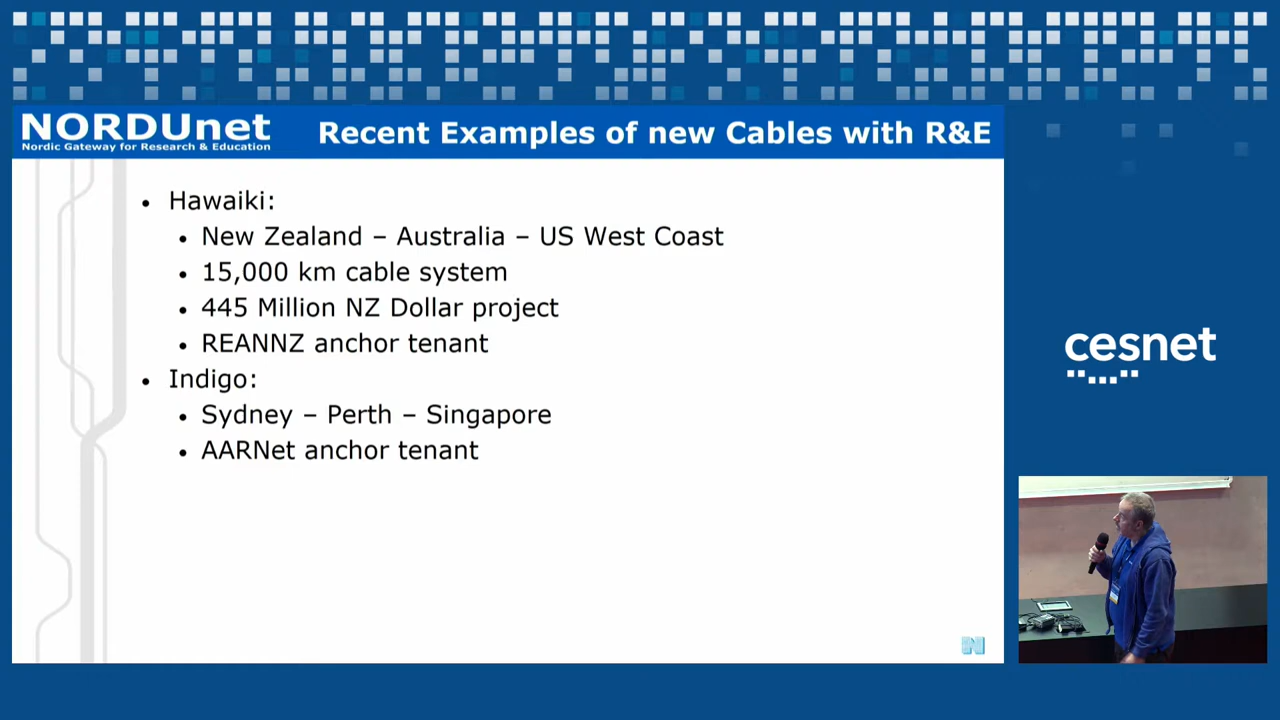 NORDUnet
Nordic Gateway for Research & Education
Recent Examples of new Cables with R&E
• Hawaiki:
• New Zealand – Australia – US West Coast
• 15,000 km cable system
• 445 Million NZ Dollar project
• REANNZ anchor tenant
• Indigo:
• Sydney – Perth – Singapore
• AARNet anchor tenant
cesnet